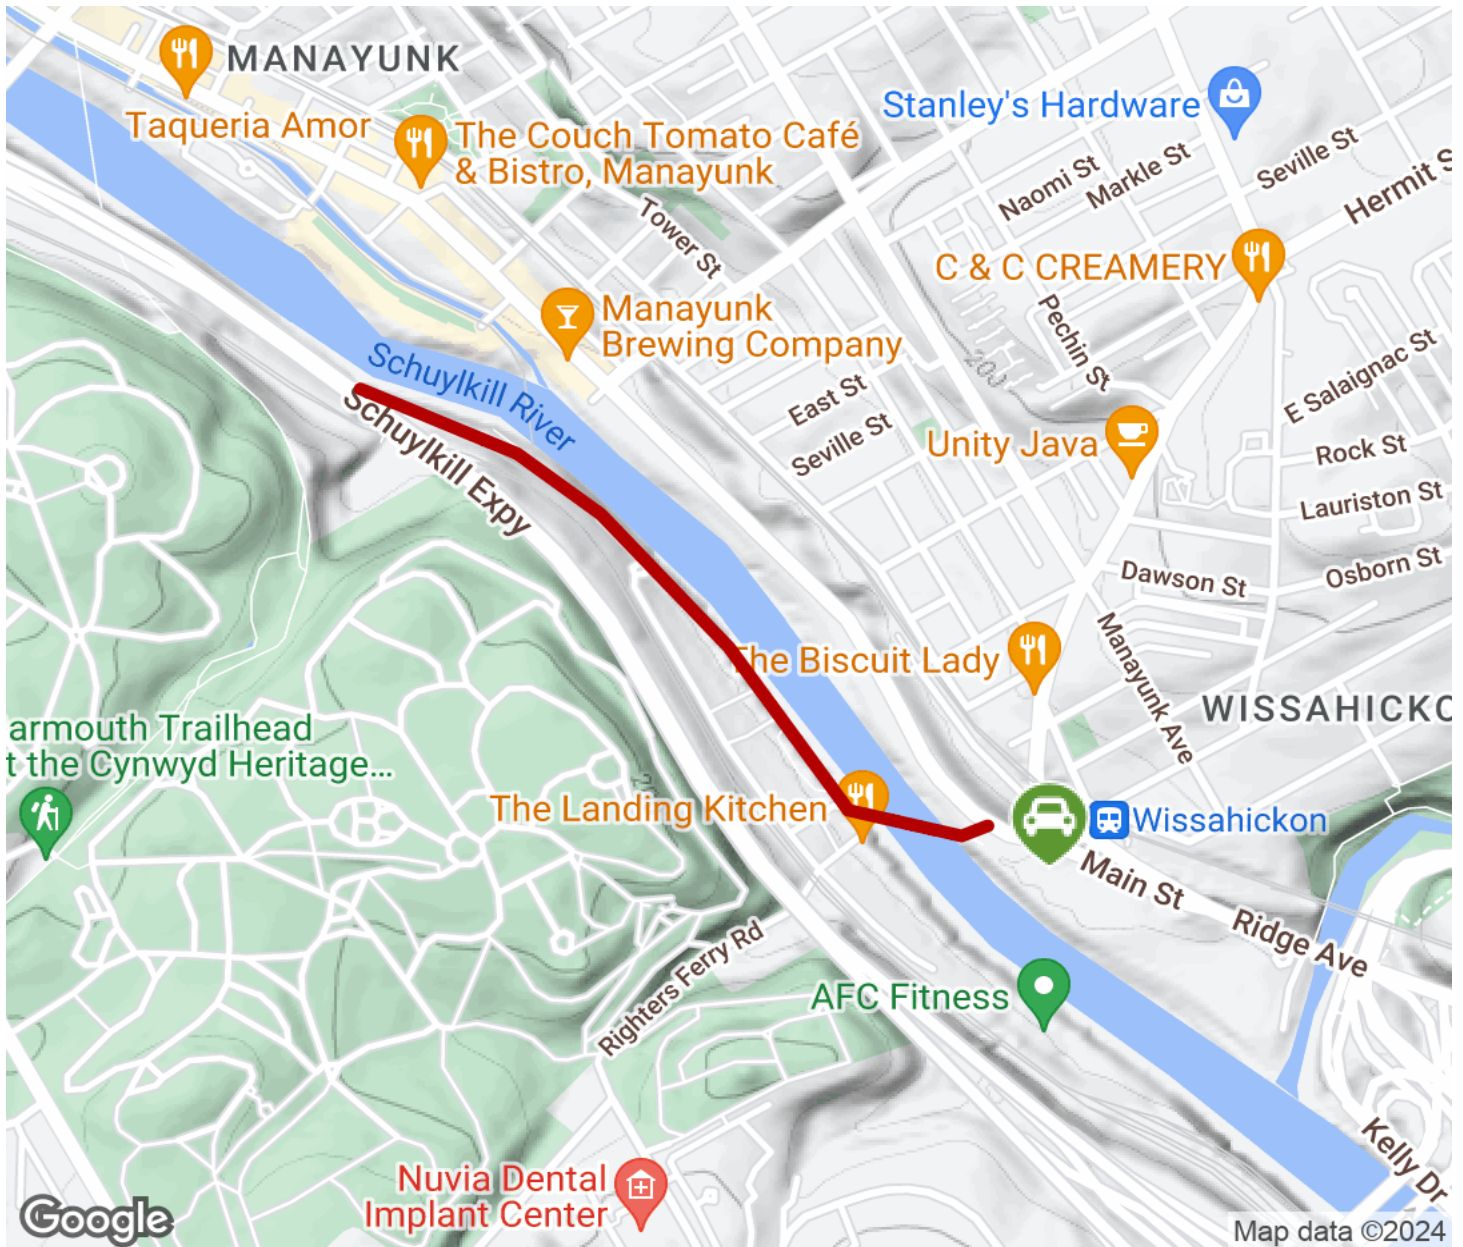 MANAYUNK
Taqueria Amor
The Couch Tomato Café
& Bistro, Manayunk
Stanley's Hardware
Naomi St
Markle St
Seville St
Hermit S
Tower St
C & C CREAMERY
Manayunk
Brewing Company
Pechin St
200
Schuylkill River
Schuylkill Expy
East St
Seville St
Unity Java
E Salaignac St
Rock St
Lauriston St
Osborn St
Dawson St
The Biscuit Lady
Manayunk Ave
WISSAHICKO
armouth Trailhead
t the Cynwyd Heritage...
The Landing Kitchen
Wissahickon
Main St
Ridge Ave
Righters Ferry Rd
AFC Fitness
Kelly Dr
Nuvia Dental
Implant Center
Google
Map data ©2024